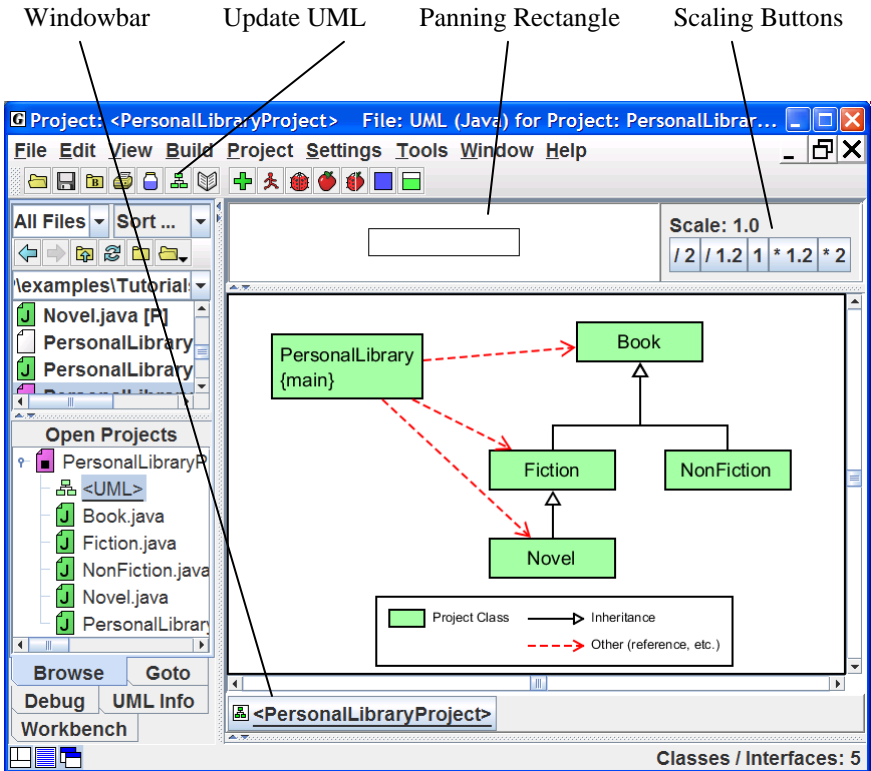 Windowbar Update UML Panning Rectangle Scaling Buttons
Project: <PersonalLibraryProject> File: UML (Java) for Project: PersonalLibrar...
File Edit View Build Project Settings Tools Window Help
All Files Sort ...
\examples\Tutorial
Novel.java [P]
PersonalLibrary
PersonalLibrary
Open Projects
PersonalLibraryP
<UML>
Book.java
Fiction.java
NonFiction.java
Novel.java
PersonalLibrary
Browse Goto
Debug UML Info
Workbench
Scale: 1.0
/ 2 / 1.2 1 * 1.2 * 2
PersonalLibrary
{main}
Book
Fiction
NonFiction
Novel
Project Class Inheritance
Other (reference, etc.)
<PersonalLibraryProject>
Classes / Interfaces: 5